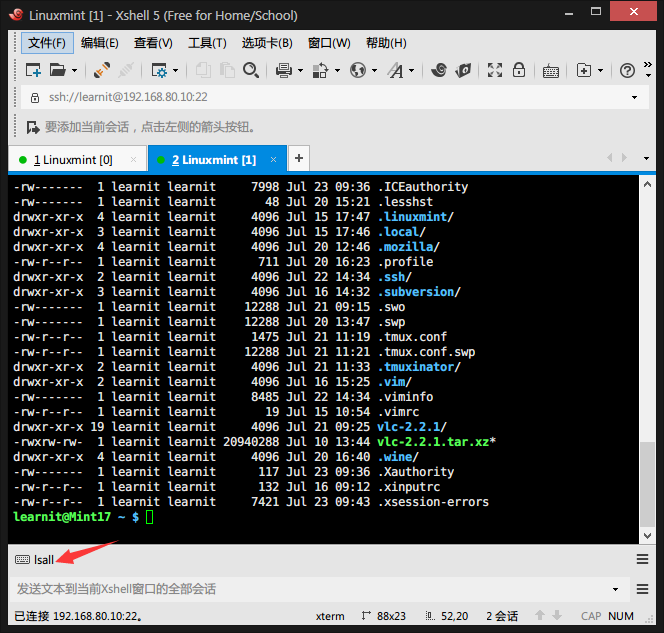 Linuxmint [1] - Xshell 5 (Free for Home/School)
文件(F) 编辑(E) 查看(V) 工具(T) 选项卡(B) 窗口(W) 帮助(H)
ssh://learnit@192.168.80.10:22
要添加当前会话，点击左侧的箭头按钮。
1 Linuxmint [0] × 2 Linuxmint [1] × +
-rw------- 1 learnit learnit 7998 Jul 23 09:36 .ICEauthority
-rw------- 1 learnit learnit 48 Jul 20 15:21 .lesshst
drwxr-xr-x 4 learnit learnit 4096 Jul 15 17:47 .linuxmint/
drwxr-xr-x 3 learnit learnit 4096 Jul 15 17:46 .local/
drwxr-xr-x 4 learnit learnit 4096 Jul 20 12:46 .mozilla/
-rw-r--r-- 1 learnit learnit 711 Jul 20 16:23 .profile
drwxr-xr-x 2 learnit learnit 4096 Jul 22 14:34 .ssh/
drwxr-xr-x 3 learnit learnit 4096 Jul 16 14:32 .subversion/
-rw------- 1 learnit learnit 12288 Jul 21 09:15 .swo
-rw------- 1 learnit learnit 12288 Jul 20 13:47 .swp
-rw-r--r-- 1 learnit learnit 1475 Jul 21 11:19 .tmux.conf
-rw-r--r-- 1 learnit learnit 12288 Jul 21 11:21 .tmux.conf.swp
drwxr-xr-x 2 learnit learnit 4096 Jul 21 11:33 .tmuxinator/
drwxr-xr-x 2 learnit learnit 4096 Jul 16 15:25 .vim/
-rw------- 1 learnit learnit 8485 Jul 22 14:34 .viminfo
-rw-r--r-- 1 learnit learnit 19 Jul 15 10:54 .vimrc
drwxr-xr-x 19 learnit learnit 4096 Jul 21 09:25 vlc-2.2.1/
-rwxrw-rw- 1 learnit learnit 20940288 Jul 10 13:44 vlc-2.2.1.tar.xz*
drwxr-xr-x 4 learnit learnit 4096 Jul 20 16:40 .wine/
-rw------- 1 learnit learnit 117 Jul 23 09:36 .Xauthority
-rw-r--r-- 1 learnit learnit 132 Jul 16 09:12 .xinputrc
-rw-r--r-- 1 learnit learnit 7421 Jul 23 09:43 .xsession-errors
learnit@Mint17 ~ $
lsall
发送文本到当前Xshell窗口的全部会话
已连接 192.168.80.10:22。 xterm 88x23 52,20 2 会话 CAP NUM